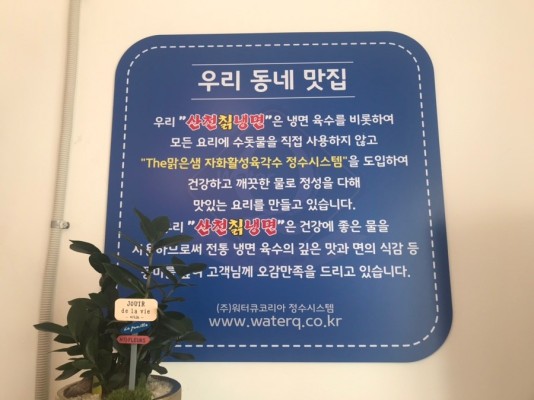 우리 동네 맛집
우리 "산천칡냉면"은 냉면 육수를 비롯하여
모든 요리에 수돗물을 직접 사용하지 않고
"The맑은샘 자화활성육각수 정수시스템"을 도입하여
건강하고 깨끗한 물로 정성을 다해
맛있는 요리를 만들고 있습니다.
우리 "산천칡냉면"은 건강에 좋은 물을
사용하므로써 전통 냉면 육수의 깊은 맛과 면의 식감 등
고객님께 오감만족을 드리고 있습니다.
(주)워터큐코리아 정수시스템
www.waterq.co.kr
JOUIR
de la vie